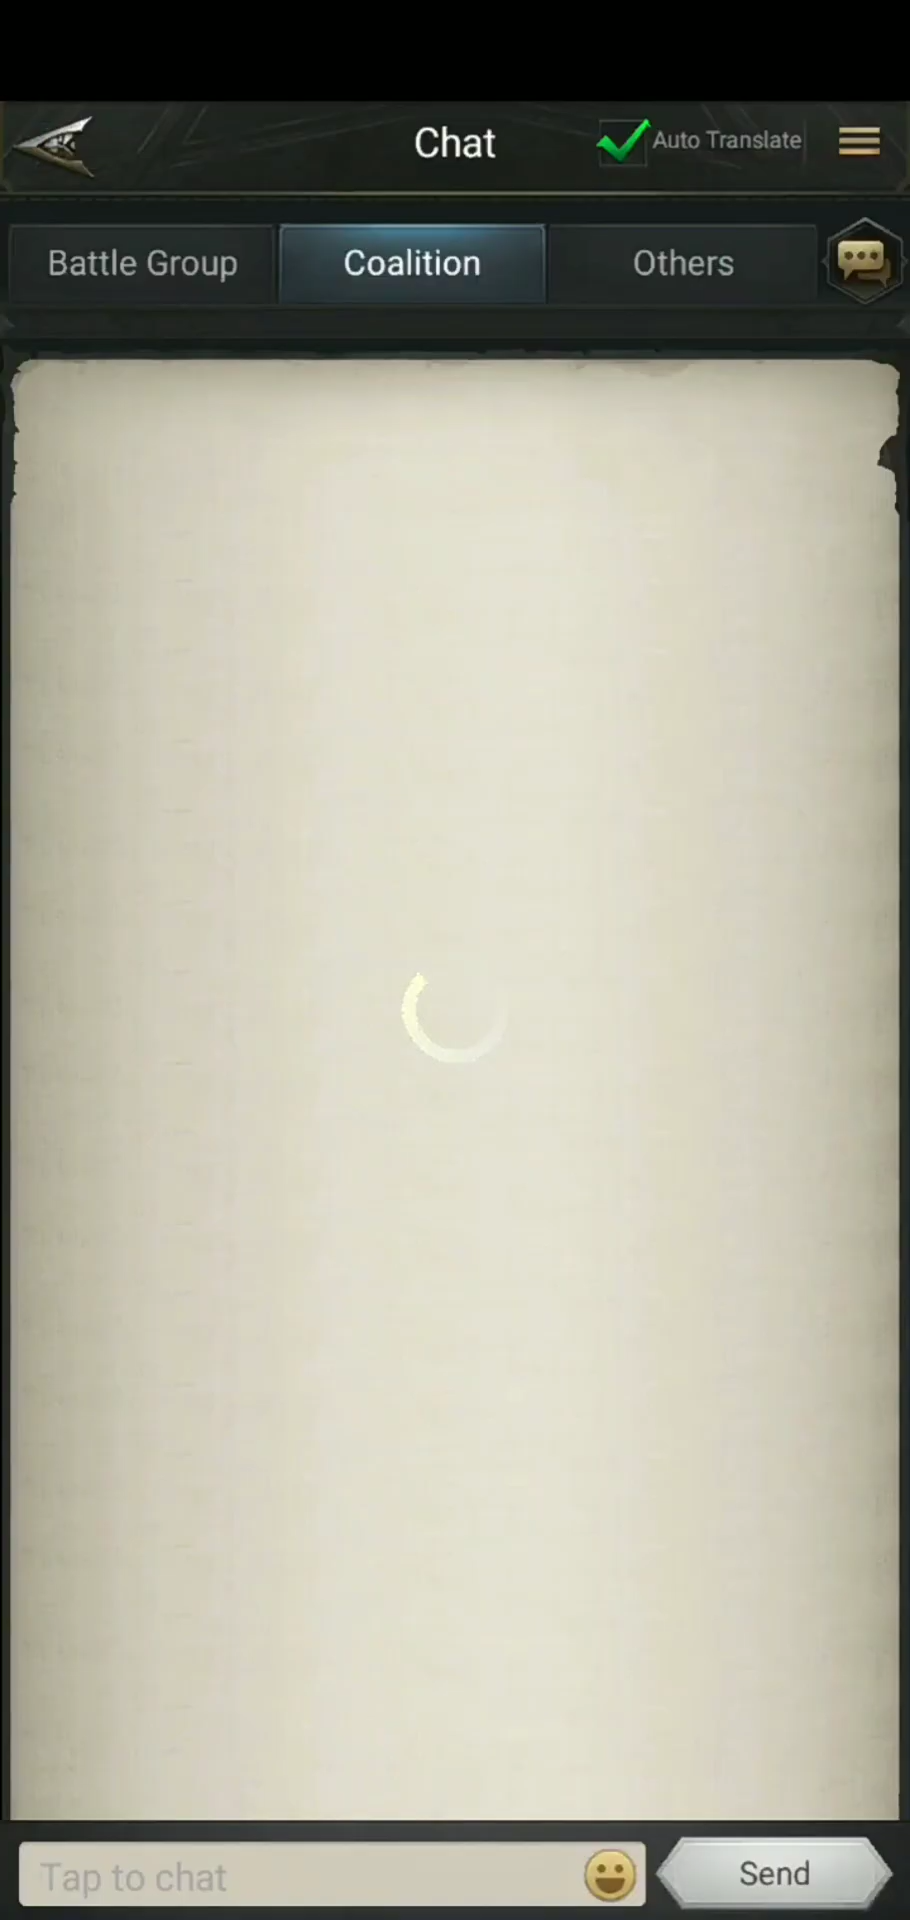 Chat
Auto Translate
Battle Group
Coalition
Others
Tap to chat
Send